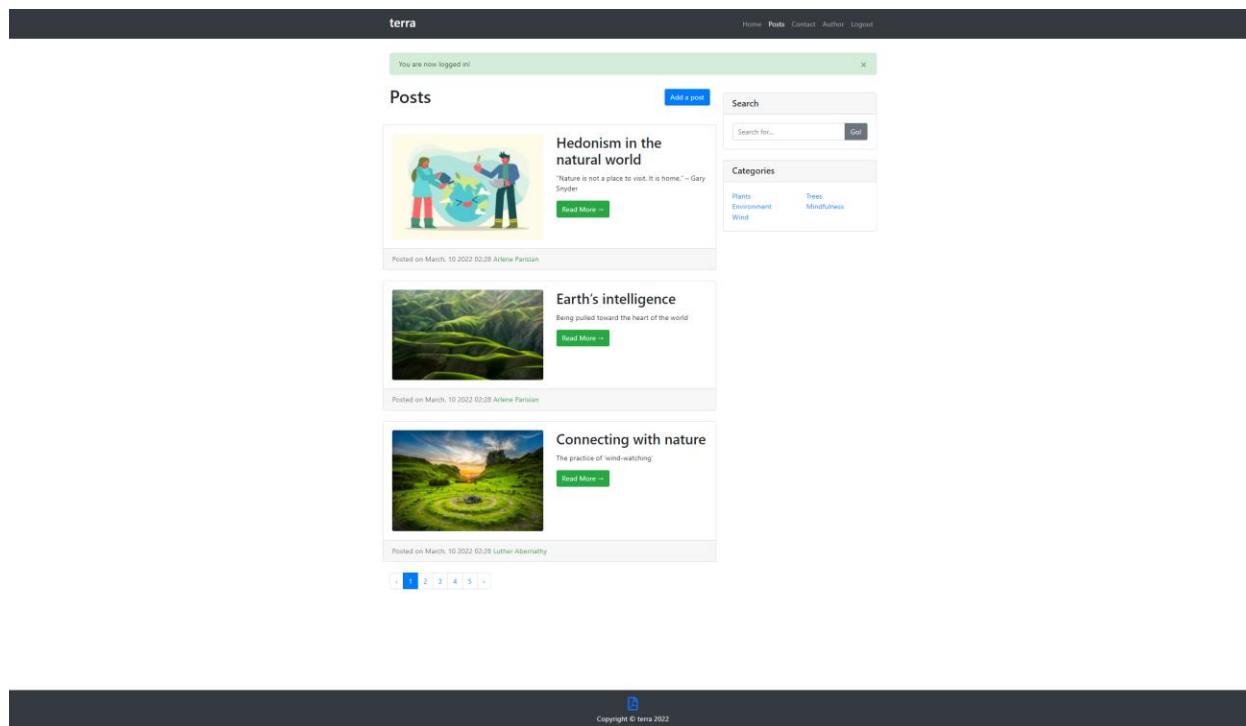 terra
Home Posts Contact Author Logout
You are now logged in! ×
Posts
Add a post
Hedonism in the
natural world
"Nature is not a place to visit. It is home." – Gary
Snyder
Read More →
Posted on March, 10 2022 02:28 Arlene Parisian
Earth's intelligence
Being pulled toward the heart of the world
Read More →
Posted on March, 10 2022 02:28 Arlene Parisian
Connecting with nature
The practice of 'wind-watching'
Read More →
Posted on March, 10 2022 02:28 Luther Abernathy
‹ 1 2 3 4 5 ›
Search
Search for... Go!
Categories
Plants Trees
Environment Mindfulness
Wind
Copyright © terra 2022